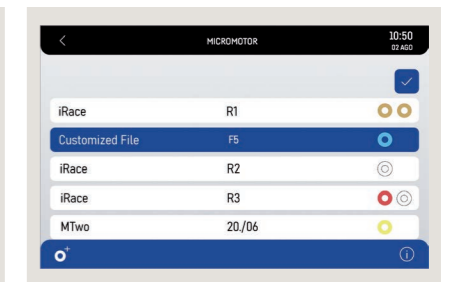 MICROMOTOR
10:50
02 AGO
iRace R1
Customized File F5
iRace R2
iRace R3
MTwo 20./06